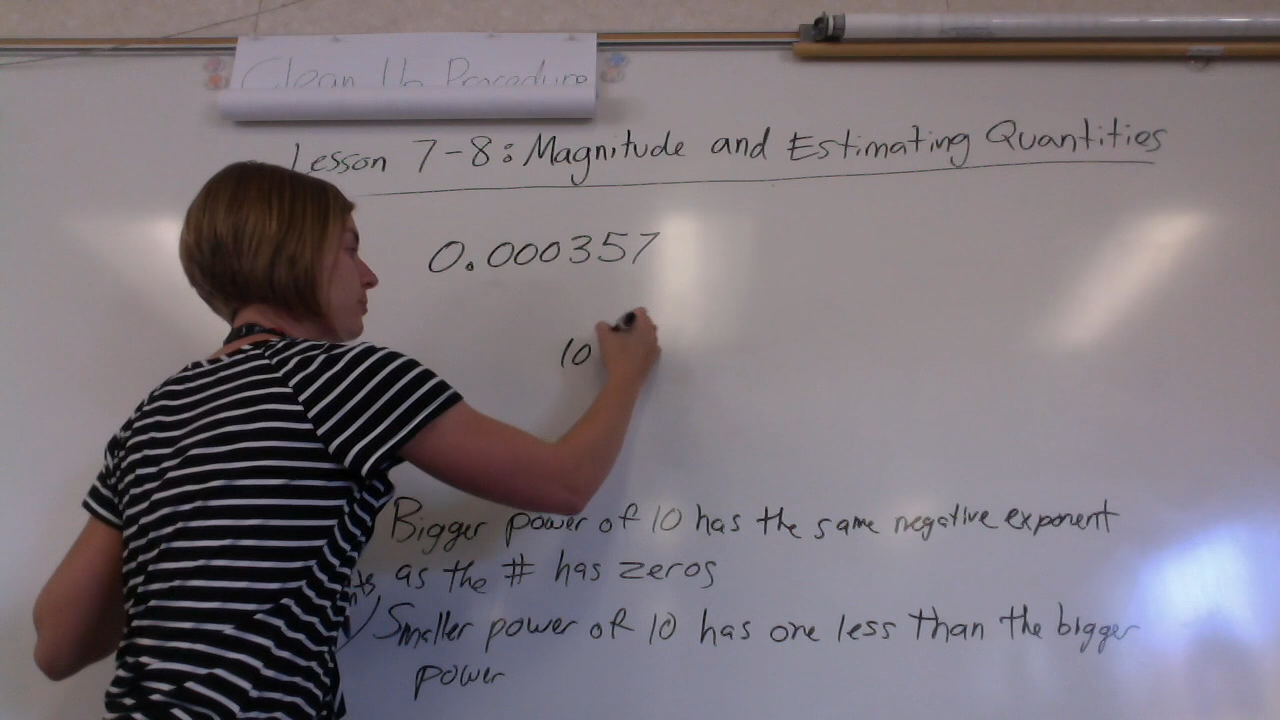 Clean Up Procedure
Lesson 7-8: Magnitude and Estimating Quantities
0.000357
10
Bigger power of 10 has the same negative exponent
as the # has zeros
Smaller power of 10 has one less than the bigger
power